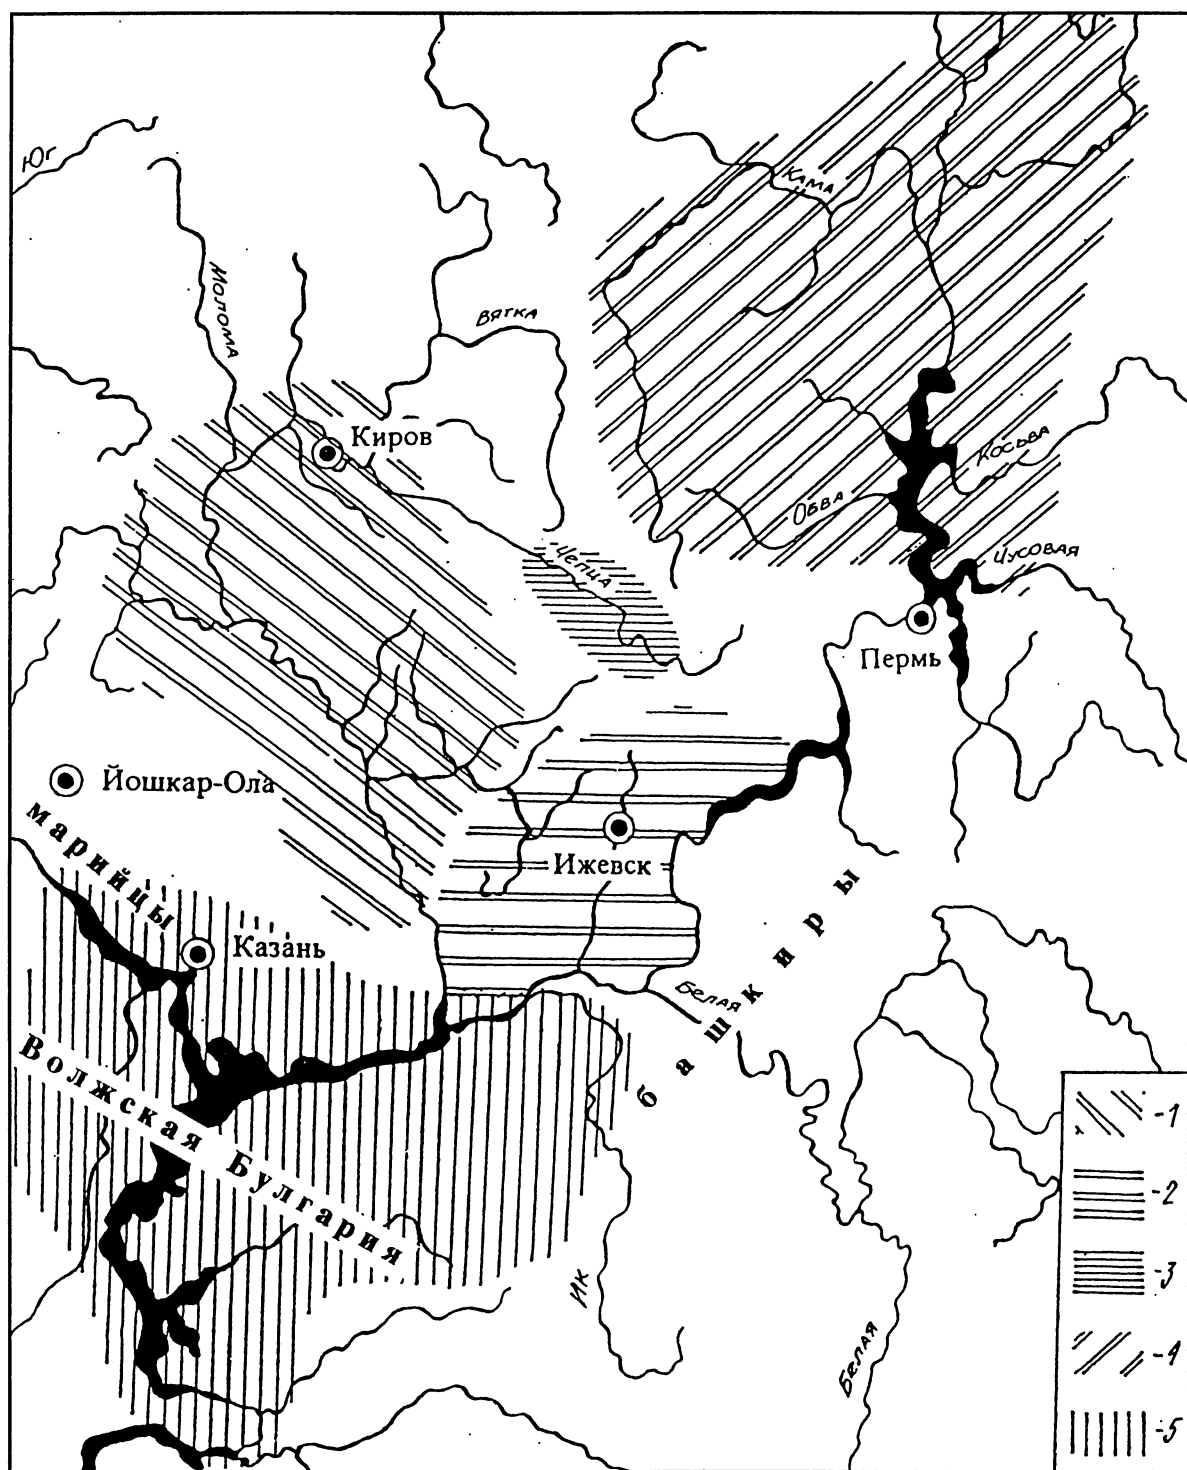 Юг
Кама
Молома
Вятка
Киров
Косьва
Обва
Чепца
Чусовая
Пермь
Йошкар-Ола
марийцы
Ижевск
Казань
башкиры
Белая
Волжская Булгария
Ик
Белая
-1
-2
-3
-4
-5